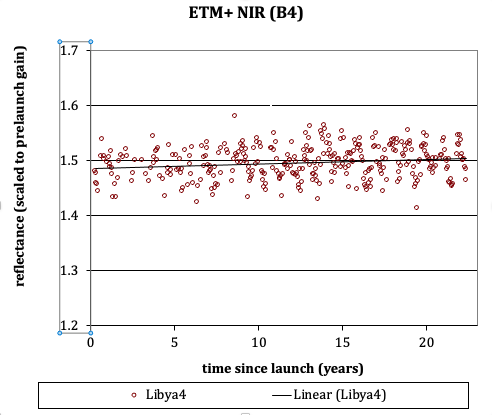 ETM+ NIR (B4)
reflectance (scaled to prelaunch gain)
1.7
1.6
1.5
1.4
1.3
1.2
0 5 10 15 20
time since launch (years)
Libya4 Linear (Libya4)